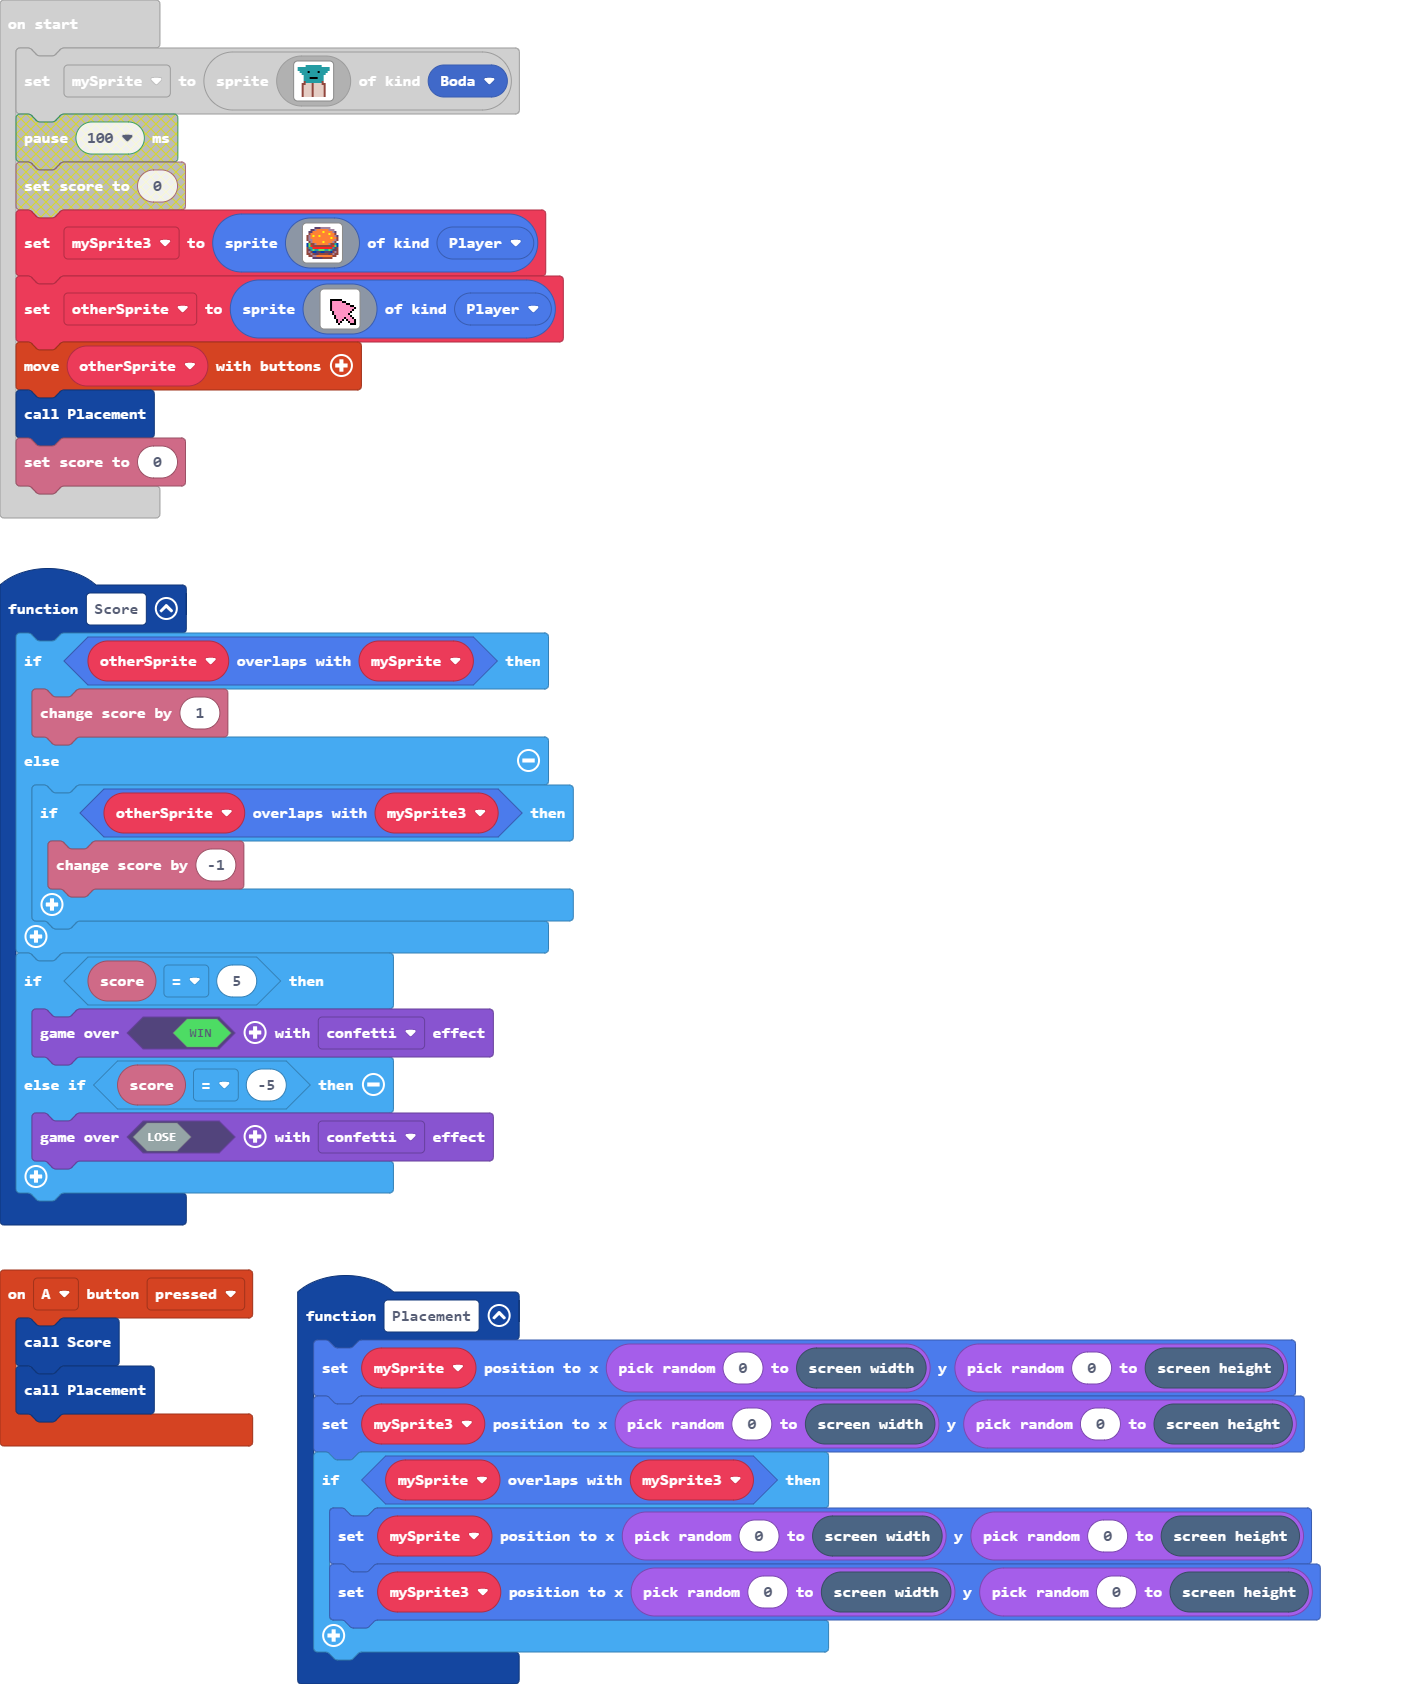 on start
set mySprite to sprite of kind Boda
pause 100 ms
set score to 0
set mySprite3 to sprite of kind Player
set otherSprite to sprite of kind Player
move otherSprite with buttons
call Placement
set score to 0
function Score
if otherSprite overlaps with mySprite then
change score by 1
else
if otherSprite overlaps with mySprite3 then
change score by -1
if score = 5 then
game over WIN with confetti effect
else if score = -5 then
game over LOSE with confetti effect
on A button pressed
call Score
call Placement
function Placement
set mySprite position to x pick random 0 to screen width y pick random 0 to screen height
set mySprite3 position to x pick random 0 to screen width y pick random 0 to screen height
if mySprite overlaps with mySprite3 then
set mySprite position to x pick random 0 to screen width y pick random 0 to screen height
set mySprite3 position to x pick random 0 to screen width y pick random 0 to screen height